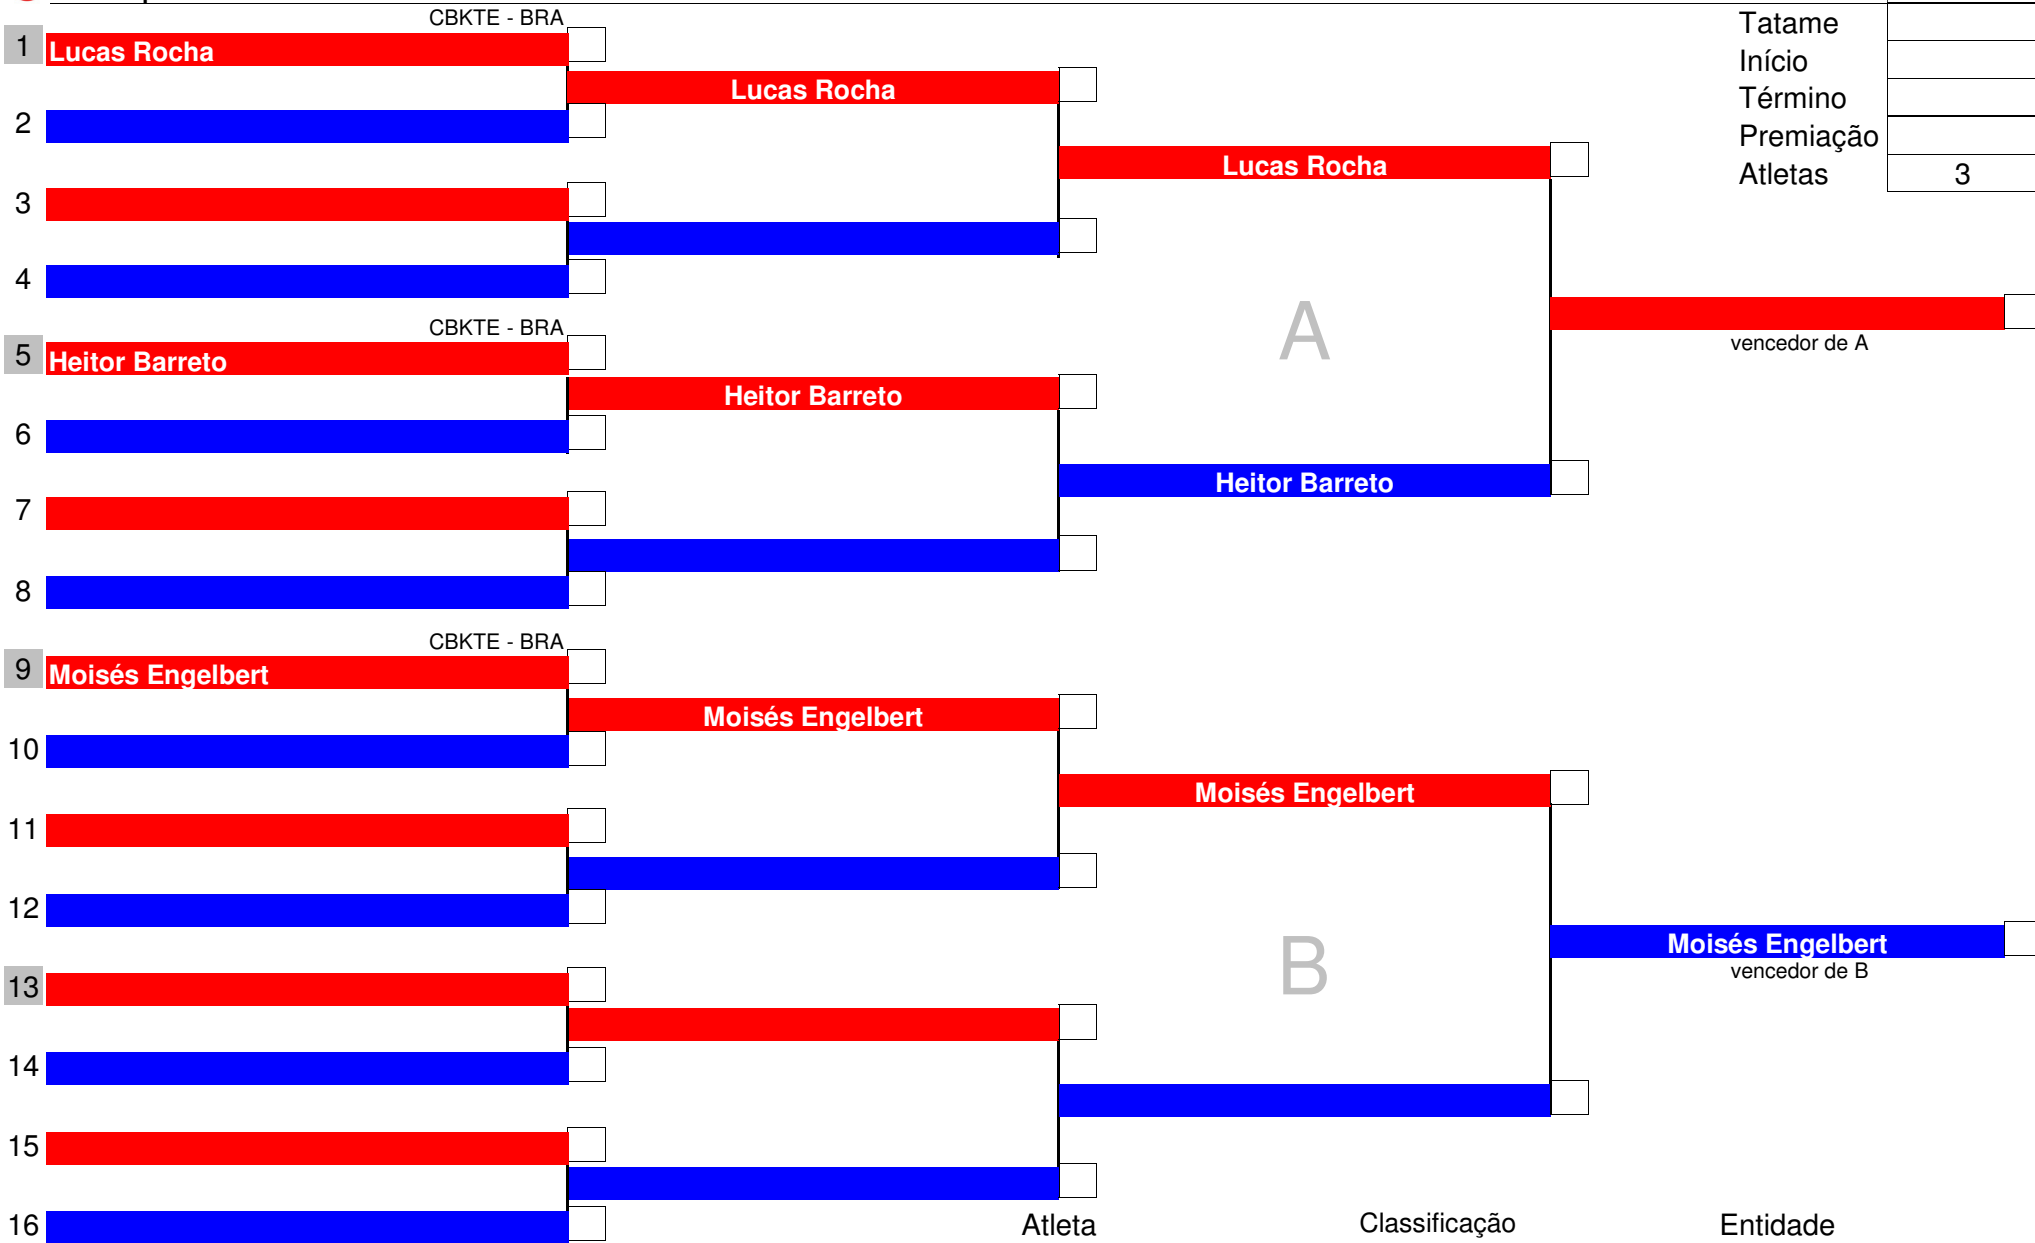 CBKTE - BRA
Tatame
1 Lucas Rocha
Início
Lucas Rocha
Término
2
Premiação
Lucas Rocha
Atletas 3
3
4
CBKTE - BRA
A
vencedor de A
5 Heitor Barreto
Heitor Barreto
6
Heitor Barreto
7
8
CBKTE - BRA
9 Moisés Engelbert
Moisés Engelbert
10
Moisés Engelbert
11
12
Moisés Engelbert
B
vencedor de B
13
14
15
16
Atleta Classificação Entidade